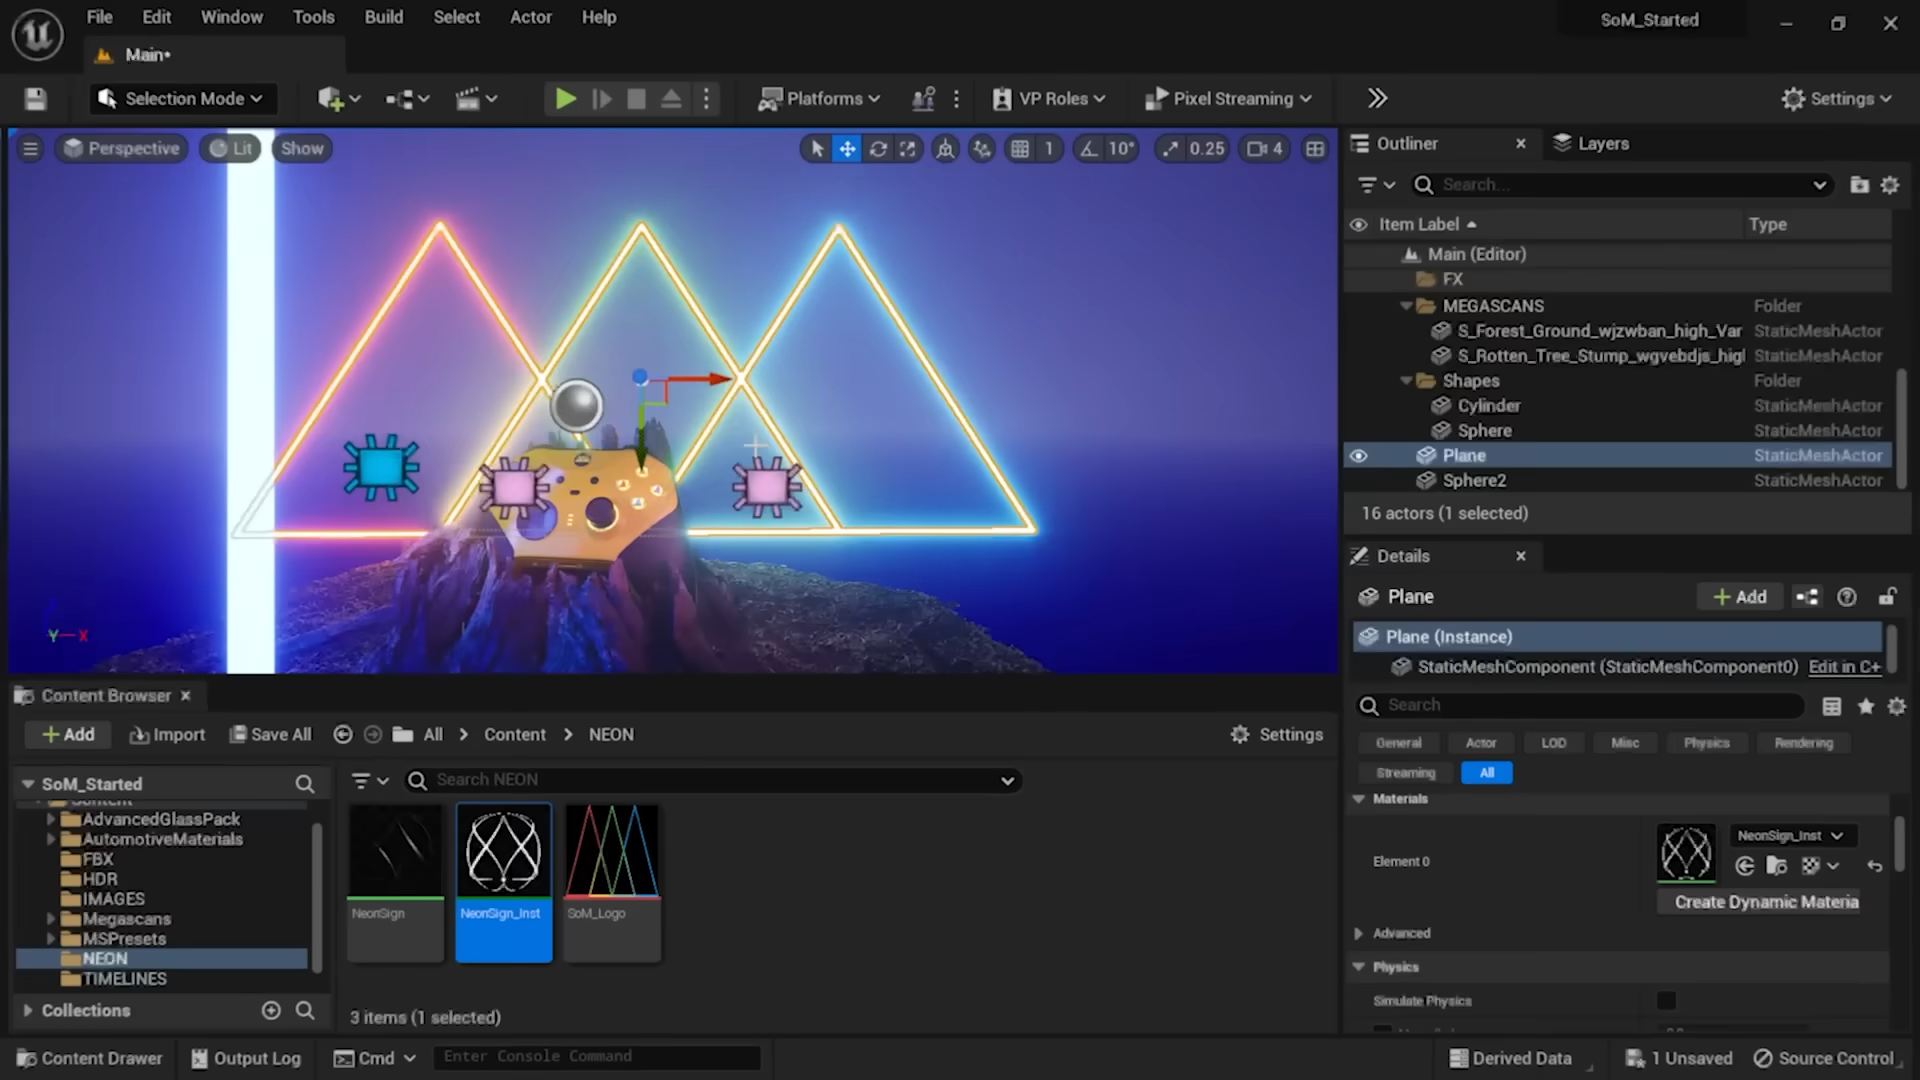 File Edit Window Tools Build Select Actor Help
SoM_Started
Main•
Selection Mode
Platforms
VP Roles
Pixel Streaming
Settings
Perspective
Lit
Show
1
10°
0.25
4
Outliner
Layers
Search...
Item Label
Type
Main (Editor)
FX
MEGASCANS Folder
S_Forest_Ground_wjzwban_high_Var StaticMeshActor
S_Rotten_Tree_Stump_wgvebdjs_high StaticMeshActor
Shapes Folder
Cylinder StaticMeshActor
Sphere StaticMeshActor
Plane StaticMeshActor
Sphere2 StaticMeshActor
16 actors (1 selected)
Details
Plane
Add
Plane (Instance)
StaticMeshComponent (StaticMeshComponent0) Edit in C+
Search
General Actor LOD Misc Physics Rendering
Streaming All
Materials
Element 0
NeonSign_Inst
Create Dynamic Materia
Advanced
Physics
Simulate Physics
Y X
Content Browser
Add
Import
Save All
All
Content
NEON
Settings
SoM_Started
Content
AdvancedGlassPack
AutomotiveMaterials
FBX
HDR
IMAGES
Megascans
MSPresets
NEON
TIMELINES
Collections
Search NEON
NeonSign
NeonSign_Inst
SoM_Logo
3 items (1 selected)
Content Drawer
Output Log
Cmd
Enter Console Command
Derived Data
1 Unsaved
Source Control